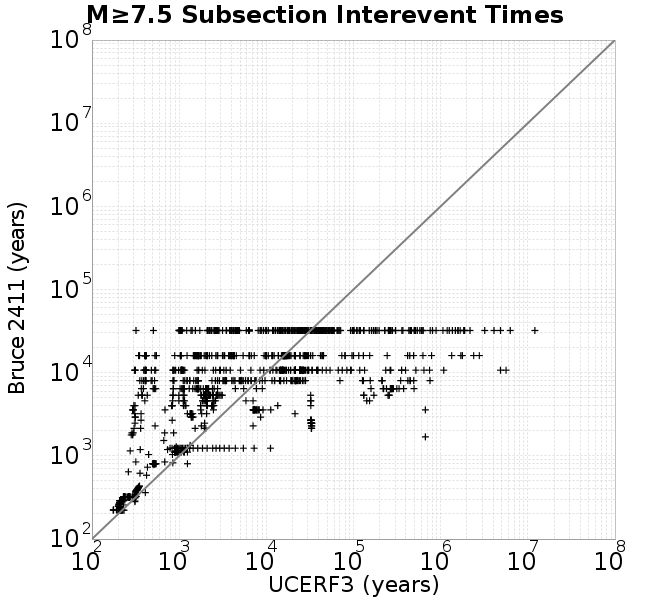 M≥7.5 Subsection Interevent Times
10^8
10^7
10^6
10^5
10^4
10^3
10^2
Bruce 2411 (years)
10^2 10^3 10^4 10^5 10^6 10^7 10^8
UCERF3 (years)